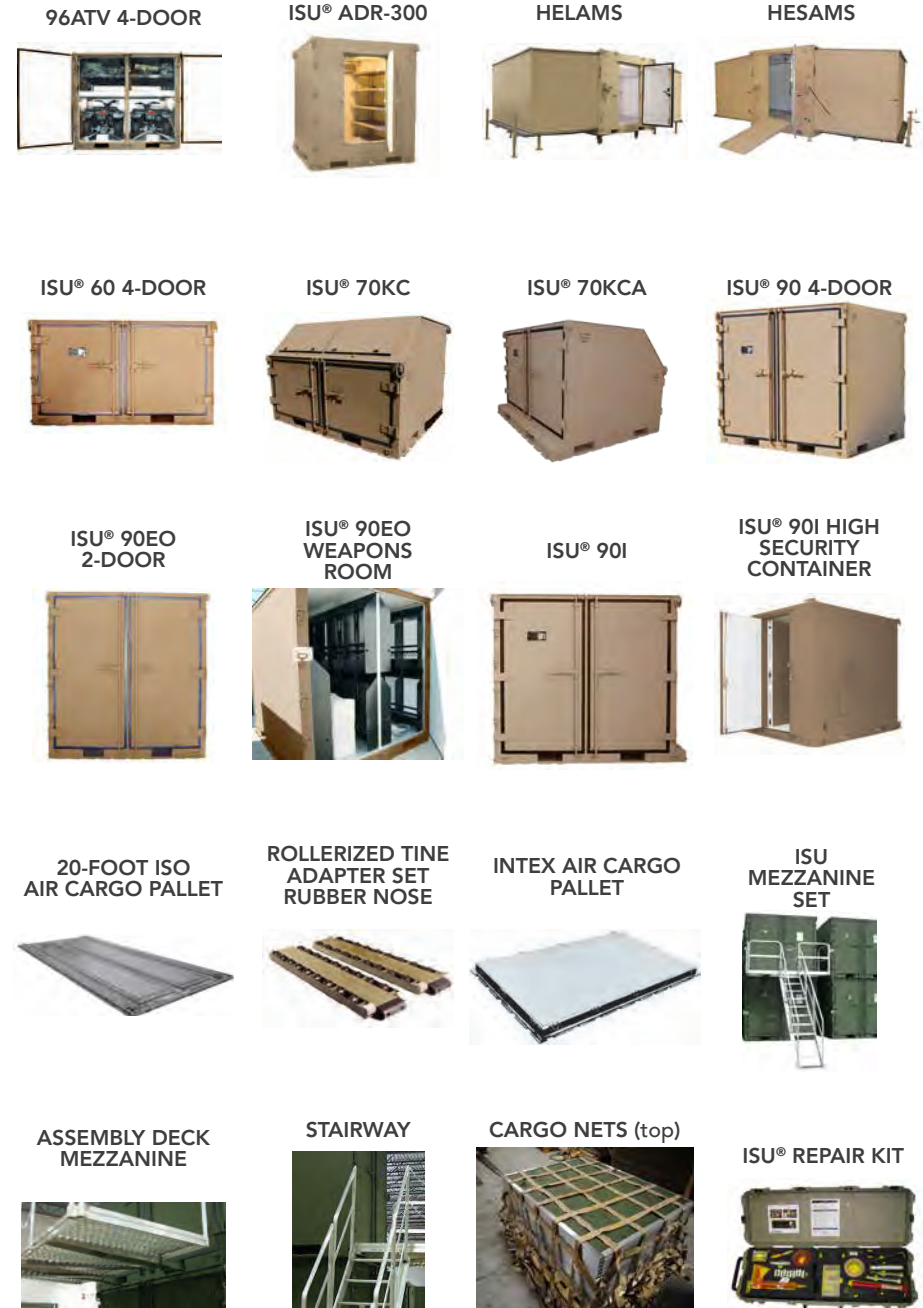 96ATV 4-DOOR
ISU® ADR-300
HELAMS
HESAMS
ISU® 60 4-DOOR
ISU® 70KC
ISU® 70KCA
ISU® 90 4-DOOR
ISU® 90EO
2-DOOR
ISU® 90EO
WEAPONS
ROOM
ISU® 90I
ISU® 90I HIGH
SECURITY
CONTAINER
20-FOOT ISO
AIR CARGO PALLET
ROLLERIZED TINE
ADAPTER SET
RUBBER NOSE
INTEX AIR CARGO
PALLET
ISU
MEZZANINE
SET
ASSEMBLY DECK
MEZZANINE
STAIRWAY
CARGO NETS (top)
ISU® REPAIR KIT